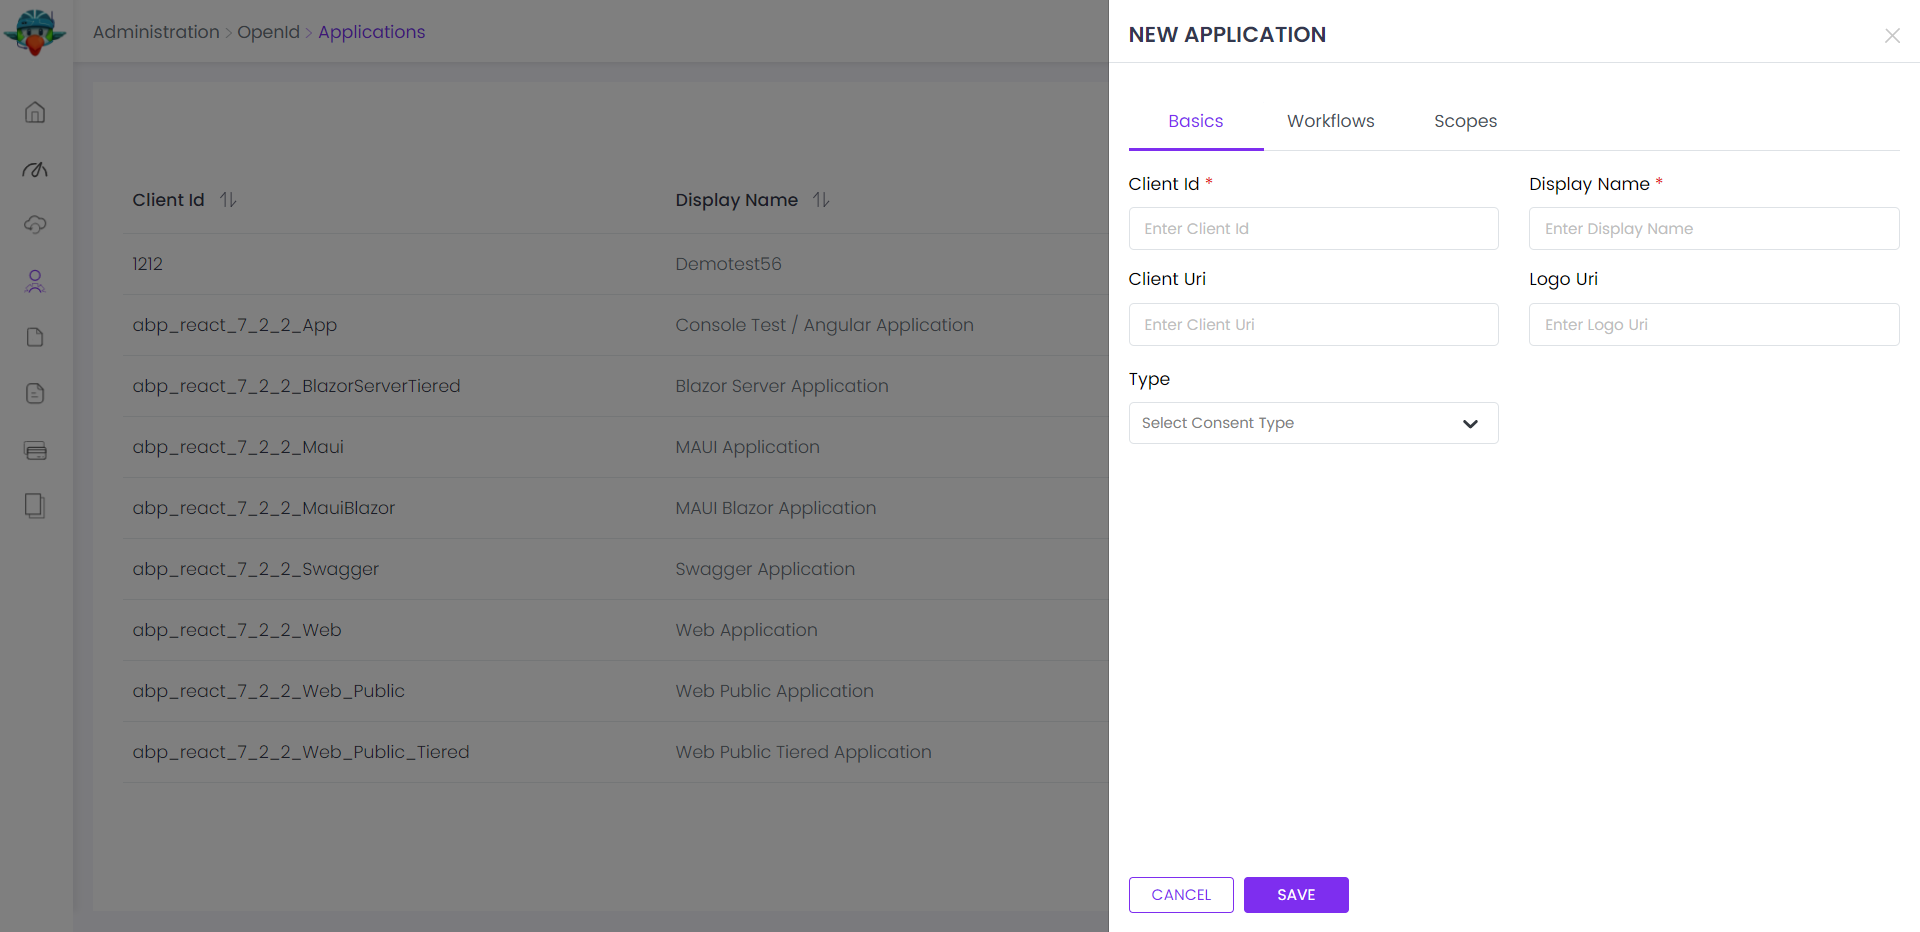 Administration > OpenId > Applications
Client Id Display Name
1212 Demotest56
abp_react_7_2_2_App Console Test / Angular Application
abp_react_7_2_2_BlazorServerTiered Blazor Server Application
abp_react_7_2_2_Maui MAUI Application
abp_react_7_2_2_MauiBlazor MAUI Blazor Application
abp_react_7_2_2_Swagger Swagger Application
abp_react_7_2_2_Web Web Application
abp_react_7_2_2_Web_Public Web Public Application
abp_react_7_2_2_Web_Public_Tiered Web Public Tiered Application
NEW APPLICATION
Basics Workflows Scopes
Client Id * Display Name *
Enter Client Id Enter Display Name
Client Uri Logo Uri
Enter Client Uri Enter Logo Uri
Type
Select Consent Type
CANCEL SAVE